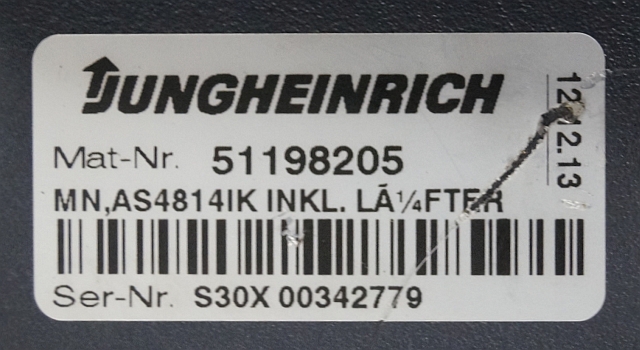 JUNGHEINRICH
Mat-Nr. 51198205
MN,AS4814IK INKL. LÃ¼FTER
Ser-Nr. S30X 00342779
12.12.13